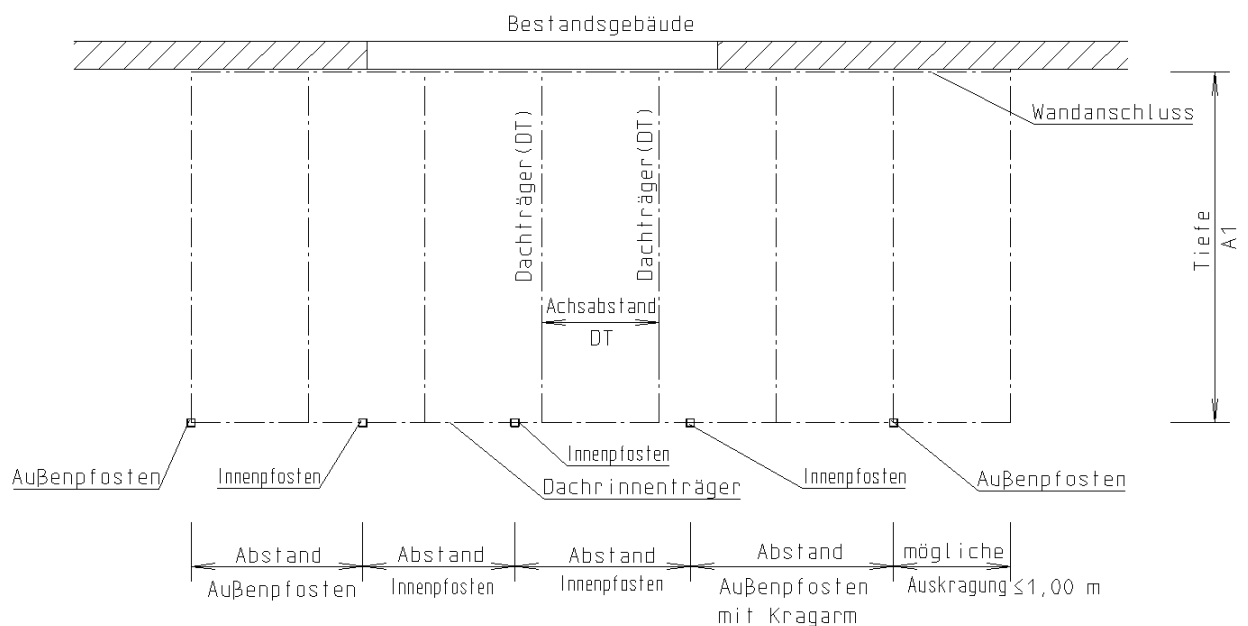 Bestandsgebäude
Wandanschluss
Dachträger(DT)
Dachträger(DT)
Tiefe
A1
Achsabstand
DT
Außenpfosten
Innenpfosten
Innenpfosten
Dachrinnenträger
Innenpfosten
Außenpfosten
Abstand
Außenpfosten
Abstand
Innenpfosten
Abstand
Innenpfosten
Abstand
Außenpfosten
mit Kragarm
mögliche
Auskragung ≤1,00 m